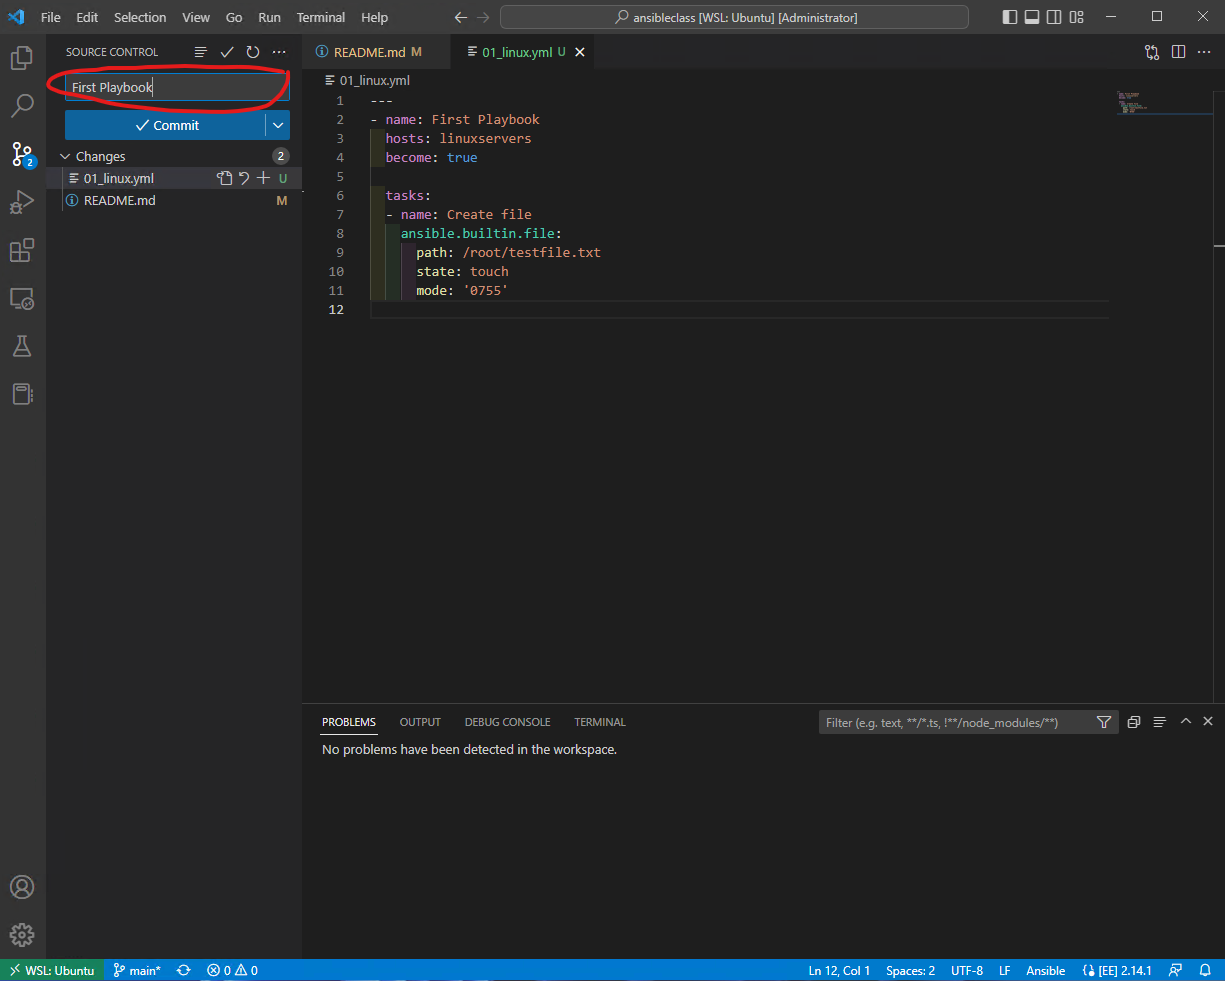 File Edit Selection View Go Run Terminal Help
ansibleclass [WSL: Ubuntu] [Administrator]
SOURCE CONTROL
First Playbook
Commit
Changes 2
01_linux.yml U
README.md M
2
README.md M
01_linux.yml U
01_linux.yml
1 ---
2 - name: First Playbook
3 hosts: linuxservers
4 become: true
5
6 tasks:
7 - name: Create file
8 ansible.builtin.file:
9 path: /root/testfile.txt
10 state: touch
11 mode: '0755'
12
PROBLEMS OUTPUT DEBUG CONSOLE TERMINAL
Filter (e.g. text, **/*.ts, !**/node_modules/**)
No problems have been detected in the workspace.
WSL: Ubuntu main* 0 0 Ln 12, Col 1 Spaces: 2 UTF-8 LF Ansible [EE] 2.14.1